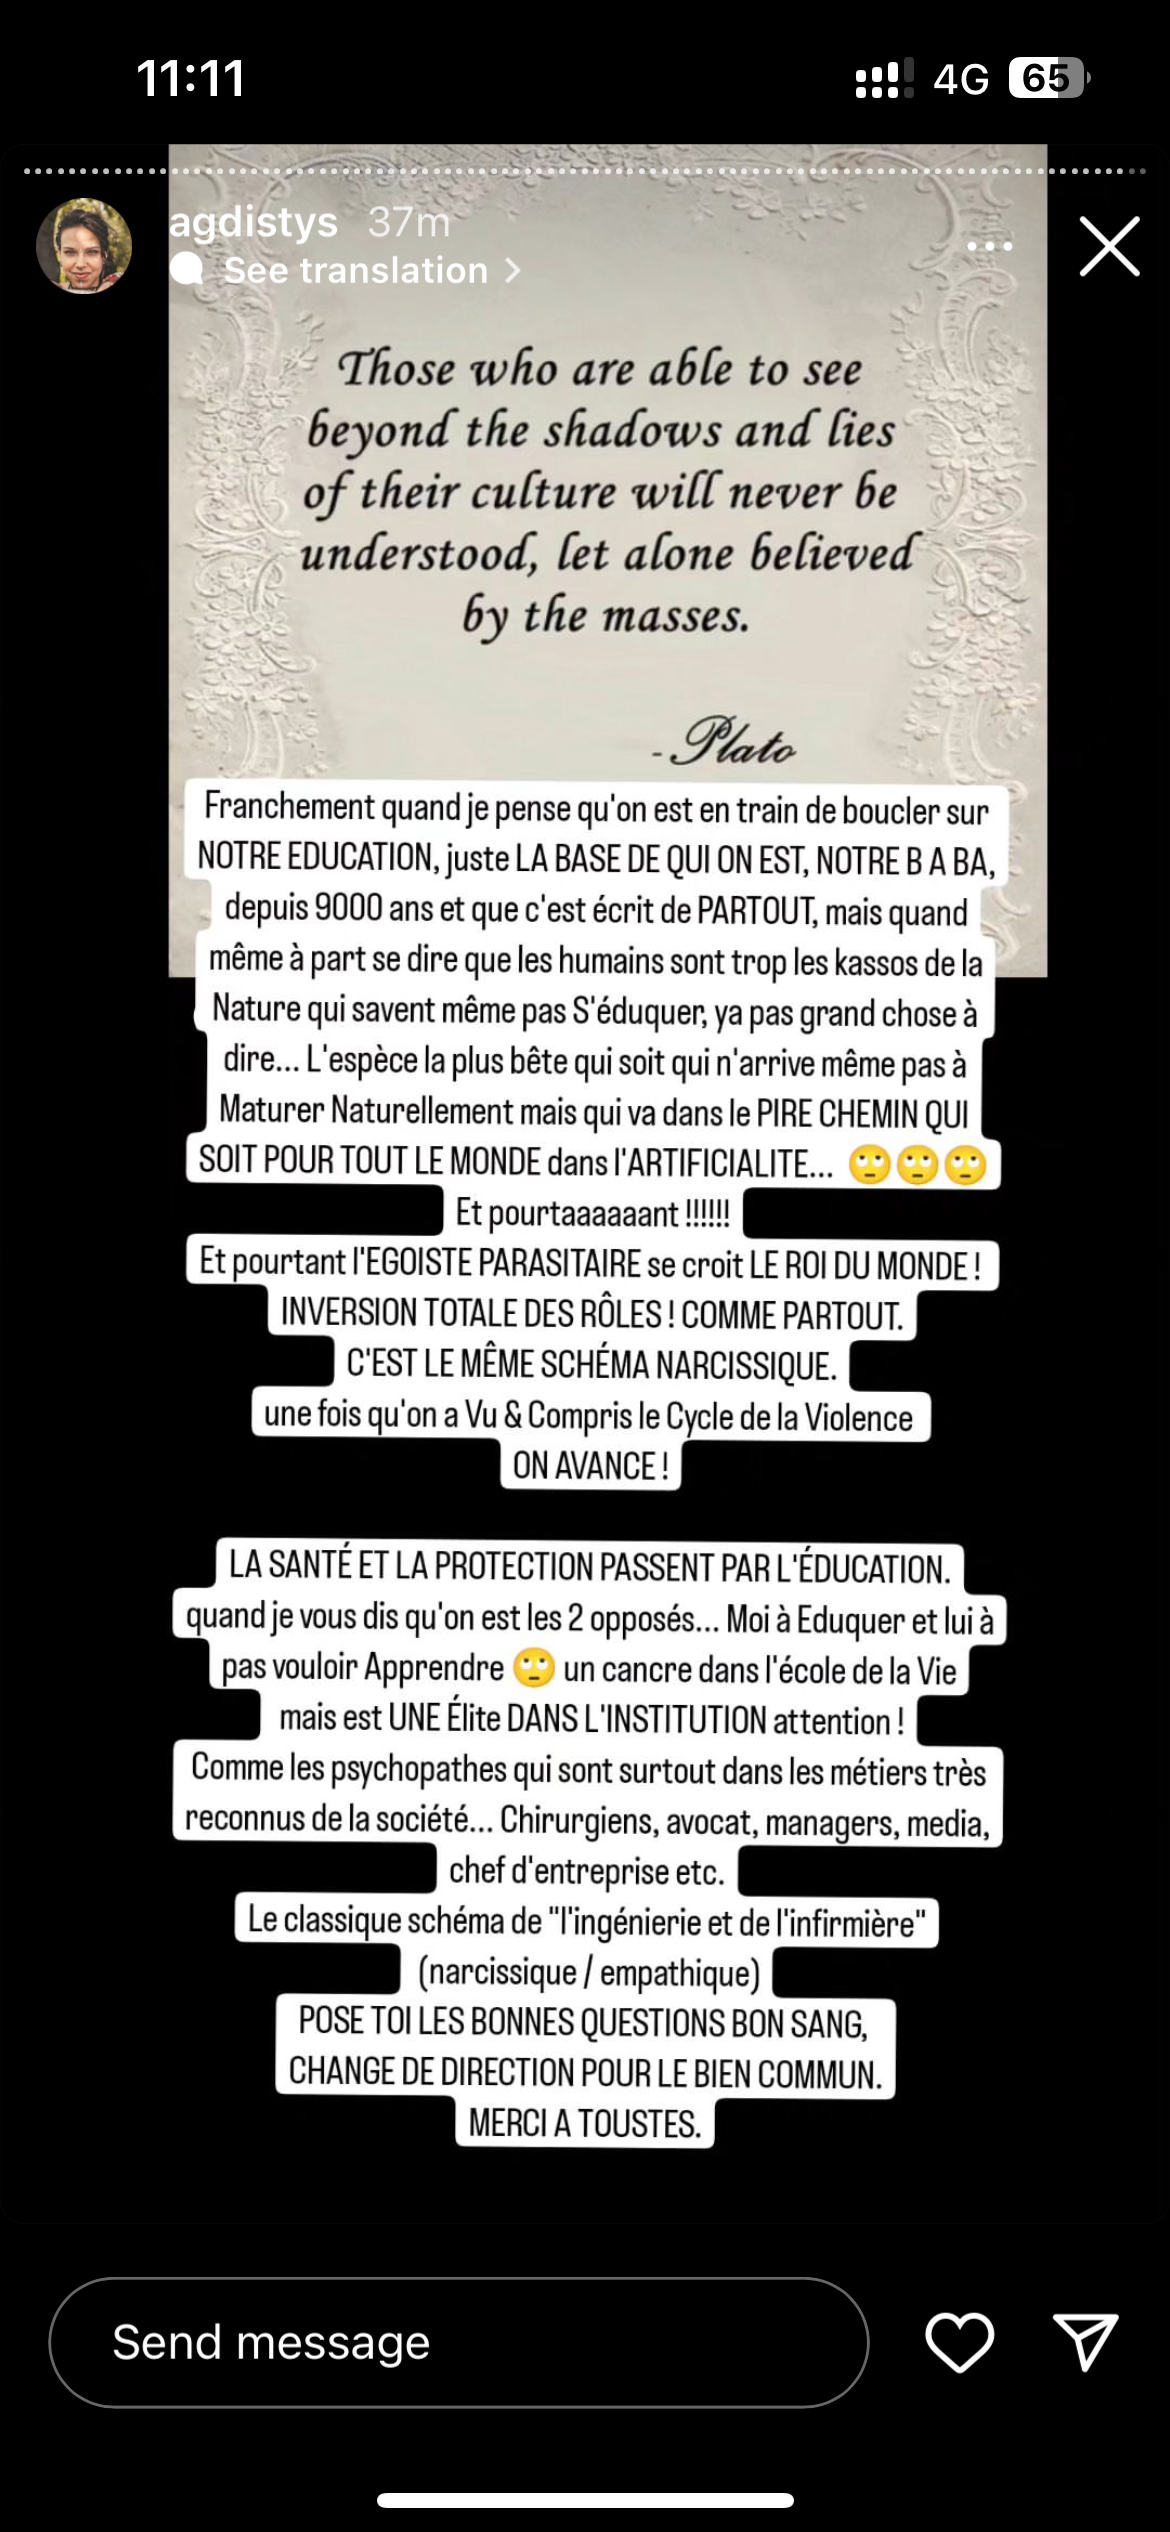 11:11
4G 65
agdistys 37m
See translation
Those who are able to see
beyond the shadows and lies
of their culture will never be
understood, let alone believed
by the masses.
- Plato
Franchement quand je pense qu'on est en train de boucler sur
NOTRE EDUCATION, juste LA BASE DE QUI ON EST, NOTRE B A BA,
depuis 9000 ans et que c'est écrit de PARTOUT, mais quand
même à part se dire que les humains sont trop les kassos de la
Nature qui savent même pas S'éduquer, ya pas grand chose à
dire... L'espèce la plus bête qui soit qui n'arrive même pas à
Maturer Naturellement mais qui va dans le PIRE CHEMIN QUI
SOIT POUR TOUT LE MONDE dans l'ARTIFICIALITE... 🙄🙄🙄
Et pourtaaaaaant !!!!!!
Et pourtant l'EGOISTE PARASITAIRE se croit LE ROI DU MONDE !
INVERSION TOTALE DES RÔLES ! COMME PARTOUT.
C'EST LE MÊME SCHÉMA NARCISSIQUE.
une fois qu'on a Vu & Compris le Cycle de la Violence
ON AVANCE !
LA SANTÉ ET LA PROTECTION PASSENT PAR L'ÉDUCATION.
quand je vous dis qu'on est les 2 opposés... Moi à Eduquer et lui à
pas vouloir Apprendre 🙄 un cancre dans l'école de la Vie
mais est UNE Élite DANS L'INSTITUTION attention !
Comme les psychopathes qui sont surtout dans les métiers très
reconnus de la société... Chirurgiens, avocat, managers, media,
chef d'entreprise etc.
Le classique schéma de "l'ingénierie et de l'infirmière"
(narcissique / empathique)
POSE TOI LES BONNES QUESTIONS BON SANG,
CHANGE DE DIRECTION POUR LE BIEN COMMUN.
MERCI A TOUSTES.
Send message